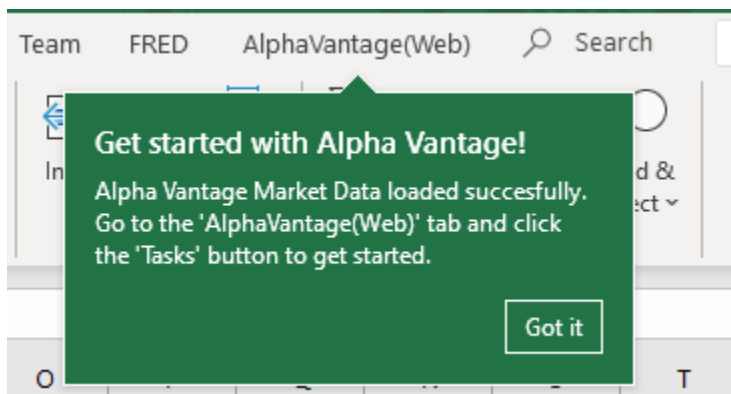 Team FRED AlphaVantage(Web) Search
Get started with Alpha Vantage!
In
d &
ect
Alpha Vantage Market Data loaded succesfully.
Go to the 'AlphaVantage(Web)' tab and click
the 'Tasks' button to get started.
Got it
O T